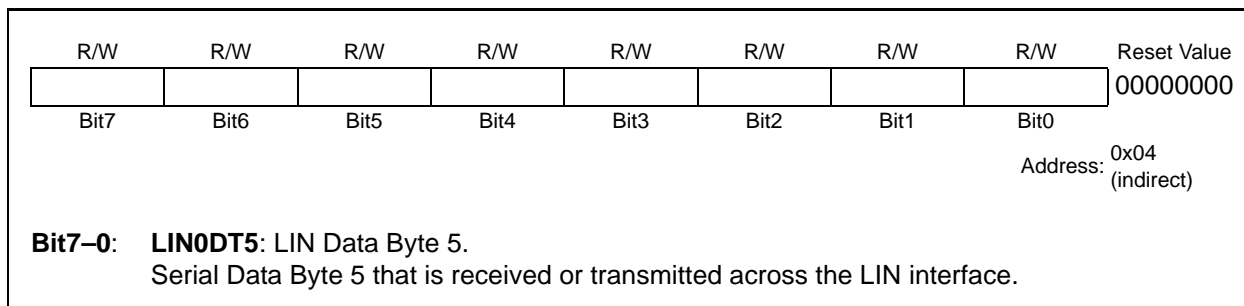 R/W R/W R/W R/W R/W R/W R/W R/W Reset Value
00000000
Bit7 Bit6 Bit5 Bit4 Bit3 Bit2 Bit1 Bit0
Address: 0x04
(indirect)
Bit7–0: LIN0DT5: LIN Data Byte 5.
Serial Data Byte 5 that is received or transmitted across the LIN interface.